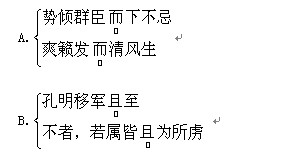 A.
势倾群臣而下不忌
爽籁发而清风生
B.
孔明移军且至
不者，若属皆且为所虏